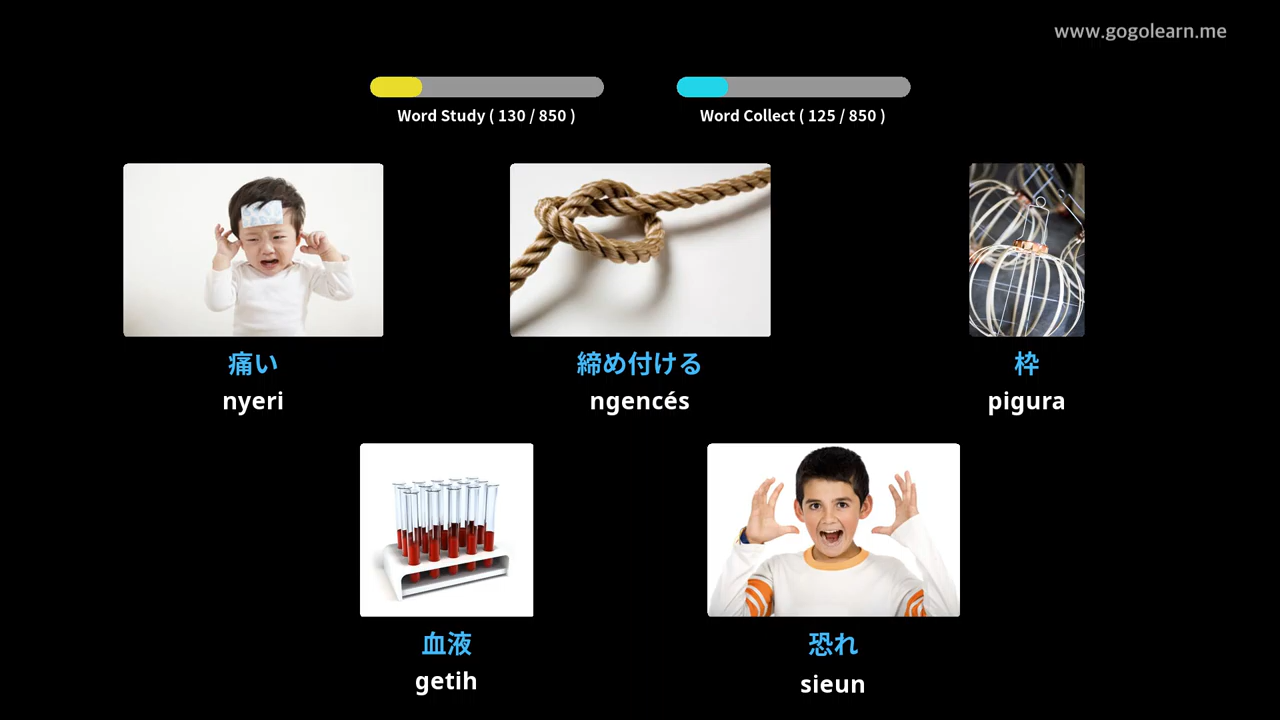 www.gogolearn.me
Word Study ( 130 / 850 )
Word Collect ( 125 / 850 )
痛い
nyeri
締め付ける
ngencés
枠
pigura
血液
getih
恐れ
sieun